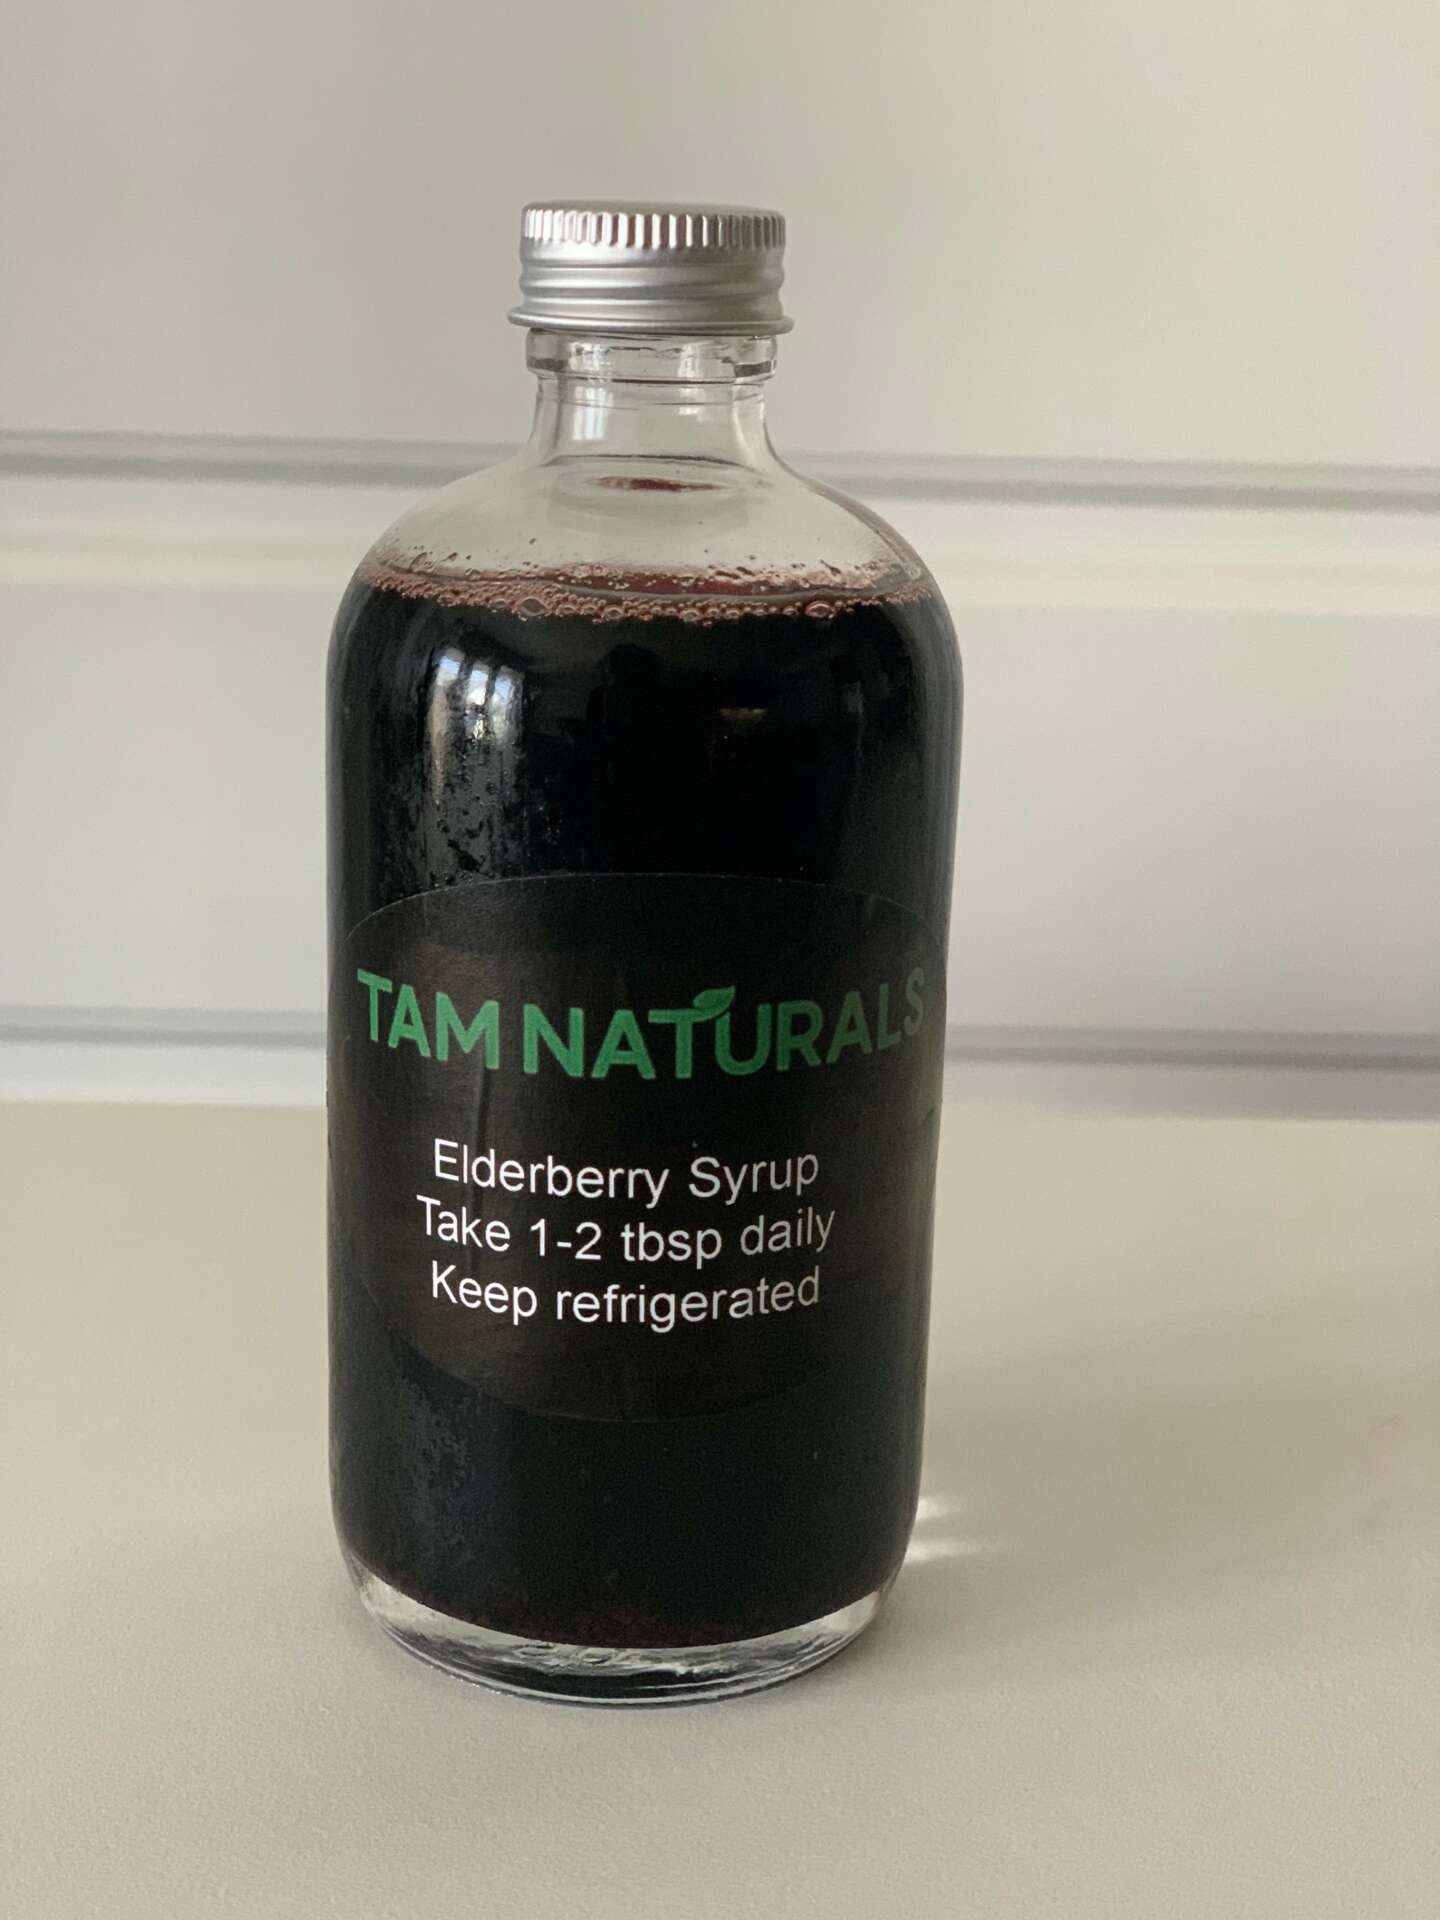 TAM NATURALS
Elderberry Syrup
Take 1-2 tbsp daily
Keep refrigerated